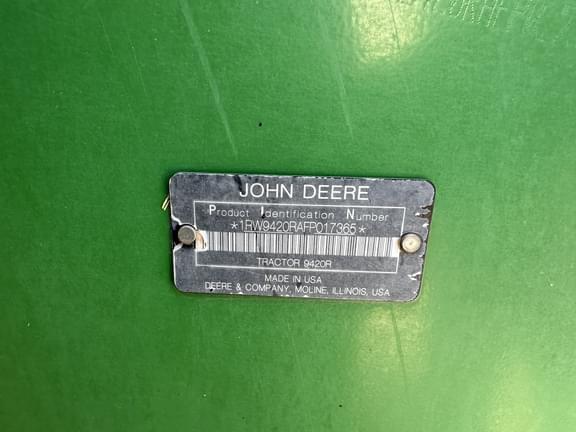 JOHN DEERE
Product Identification Number
*1RW9420RAFP017365*
TRACTOR 9420R
MADE IN USA
DEERE & COMPANY, MOLINE, ILLINOIS, USA